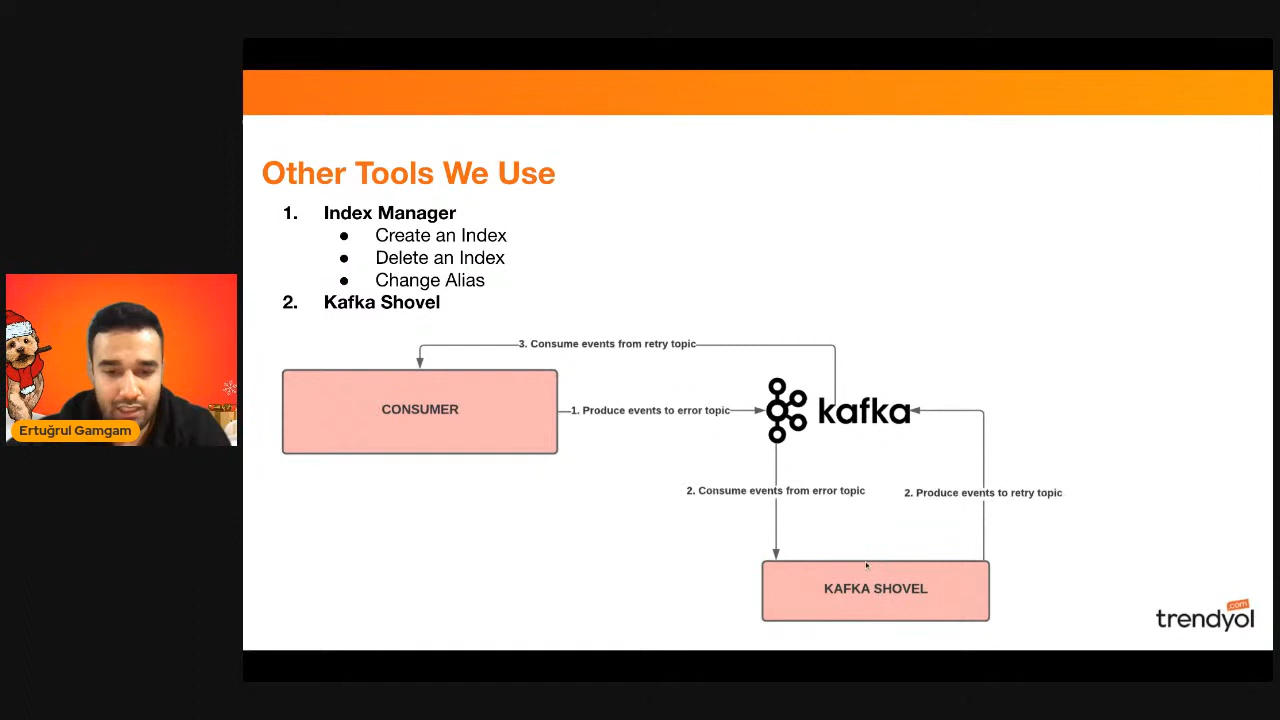 Other Tools We Use
1. Index Manager
● Create an Index
● Delete an Index
● Change Alias
2. Kafka Shovel
3. Consume events from retry topic
CONSUMER
1. Produce events to error topic
kafka
Ertuğrul Gamgam
2. Consume events from error topic
2. Produce events to retry topic
KAFKA SHOVEL
.com
trendyol